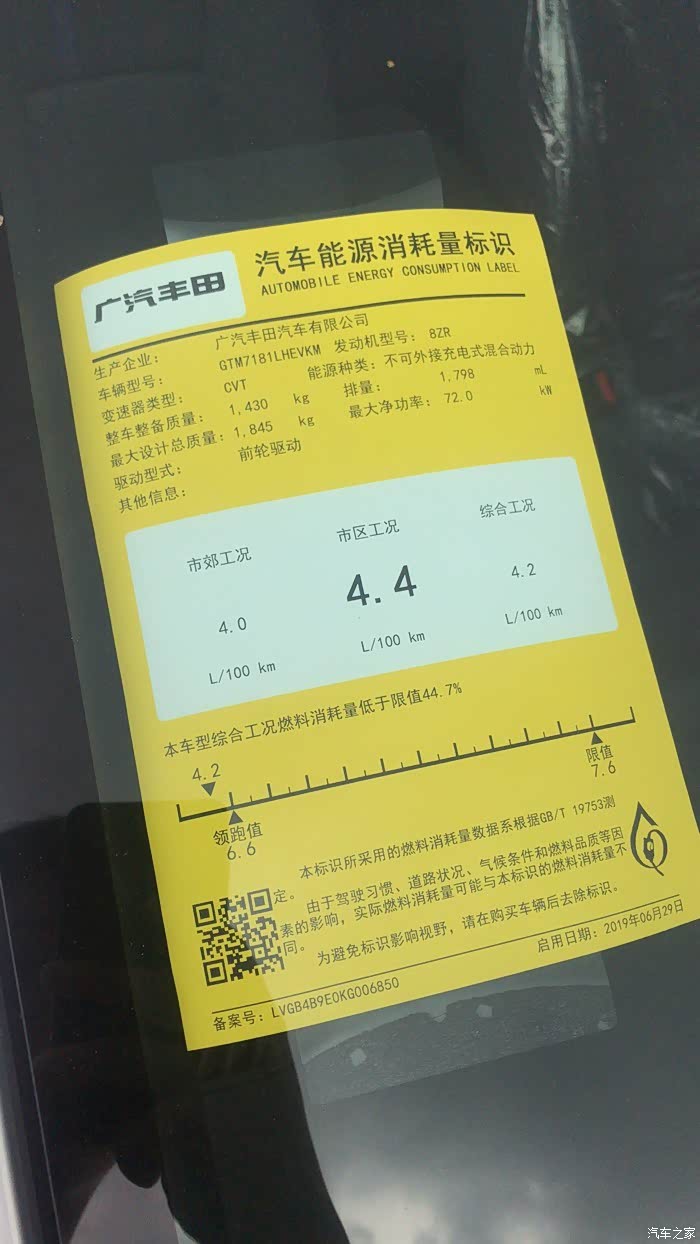 广汽丰田
汽车能源消耗量标识
AUTOMOBILE ENERGY CONSUMPTION LABEL
生产企业: 广汽丰田汽车有限公司
车辆型号: GTM7181LHEVKM 发动机型号: 8ZR
变速器类型: CVT 能源种类: 不可外接充电式混合动力
整车整备质量: 1,430 kg 排量: 1,798 mL
最大设计总质量: 1,845 kg 最大净功率: 72.0 kW
驱动型式: 前轮驱动
其他信息:
市郊工况 市区工况 综合工况
4.0 4.4 4.2
L/100 km L/100 km L/100 km
本车型综合工况燃料消耗量低于限值44.7%
4.2
领跑值 限值
6.6 7.6
本标识所采用的燃料消耗量数据系根据GB/T 19753测
定。由于驾驶习惯、道路状况、气候条件和燃料品质等因
素的影响，实际燃料消耗量可能与本标识的燃料消耗量不
同。
为避免标识影响视野，请在购买车辆后去除标识。
备案号: LVGB4B9E0KG006850 启用日期: 2019年06月29日
汽车之家